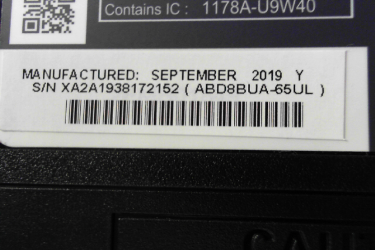 Contains IC : 1178A-U9W40
MANUFACTURED: SEPTEMBER 2019 Y
S/N XA2A1938172152 ( ABD8BUA-65UL )